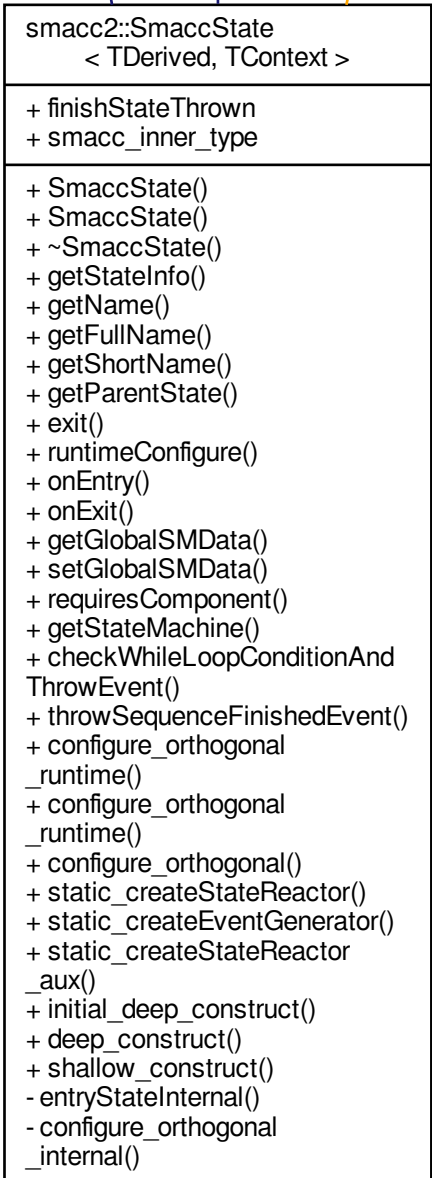 smacc2::SmaccState
< TDerived, TContext >
+ finishStateThrown
+ smacc_inner_type
+ SmaccState()
+ SmaccState()
+ ~SmaccState()
+ getStateInfo()
+ getName()
+ getFullName()
+ getShortName()
+ getParentState()
+ exit()
+ runtimeConfigure()
+ onEntry()
+ onExit()
+ getGlobalSMData()
+ setGlobalSMData()
+ requiresComponent()
+ getStateMachine()
+ checkWhileLoopConditionAnd
ThrowEvent()
+ throwSequenceFinishedEvent()
+ configure_orthogonal
_runtime()
+ configure_orthogonal
_runtime()
+ configure_orthogonal()
+ static_createStateReactor()
+ static_createEventGenerator()
+ static_createStateReactor
_aux()
+ initial_deep_construct()
+ deep_construct()
+ shallow_construct()
- entryStateInternal()
- configure_orthogonal
_internal()